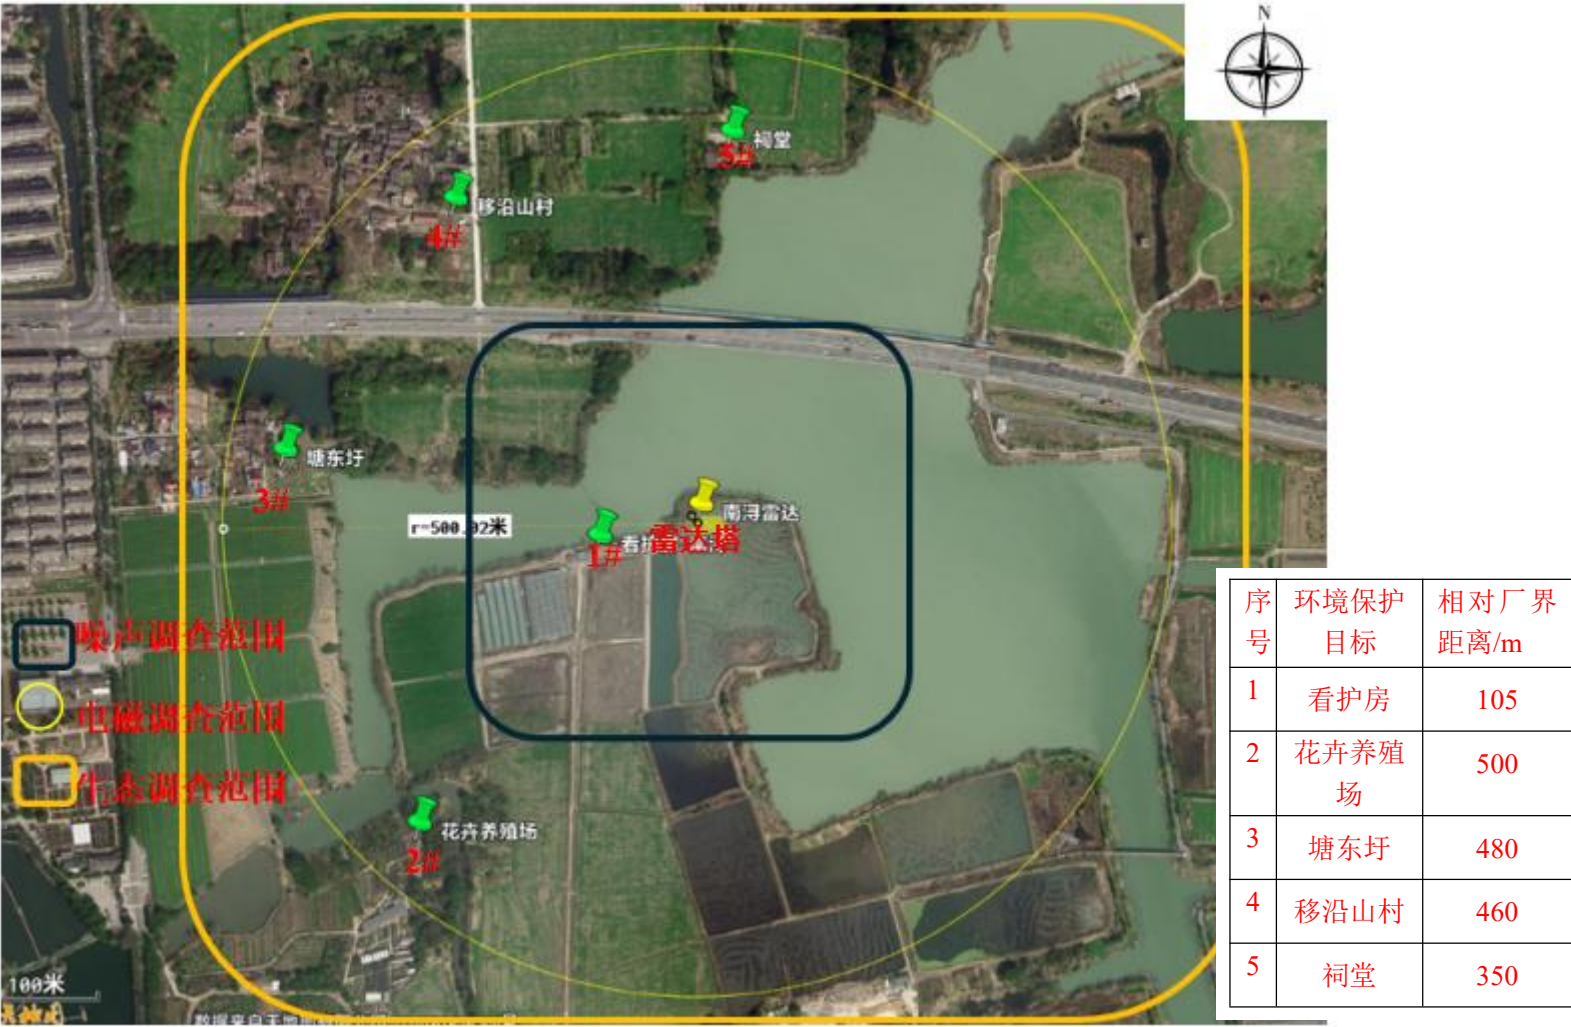 N
祠堂
5#
移沿山村
4#
塘东圩
3#
r=500.02米
南浔雷达
雷达塔
1#
噪声调查范围
电磁调查范围
生态调查范围
花卉养殖场
2#
100米
序号 环境保护目标 相对厂界距离/m
1 看护房 105
2 花卉养殖场 500
3 塘东圩 480
4 移沿山村 460
5 祠堂 350